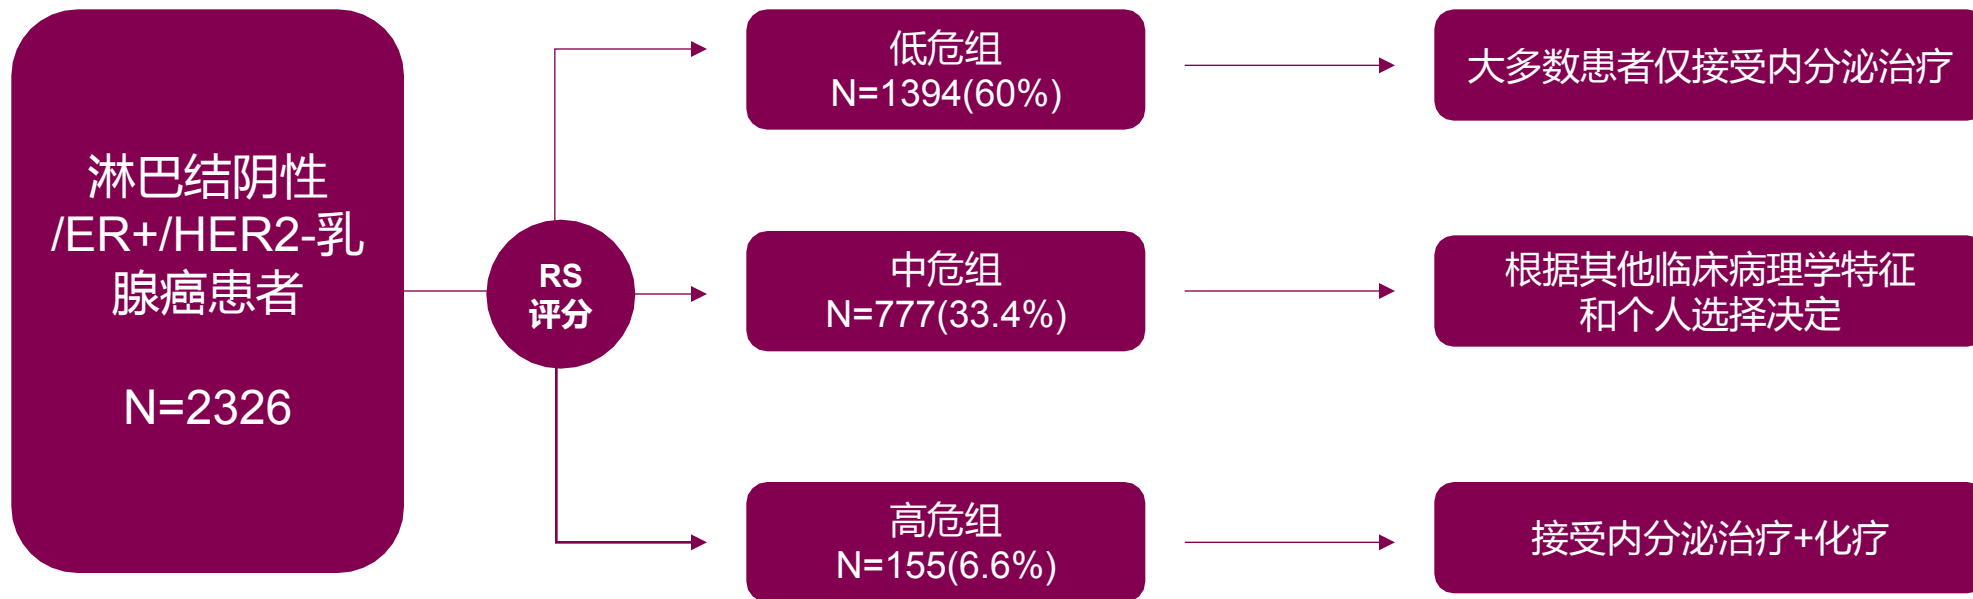 淋巴结阴性
/ER+/HER2-乳
腺癌患者
N=2326
RS
评分
低危组
N=1394(60%)
大多数患者仅接受内分泌治疗
中危组
N=777(33.4%)
根据其他临床病理学特征
和个人选择决定
高危组
N=155(6.6%)
接受内分泌治疗+化疗